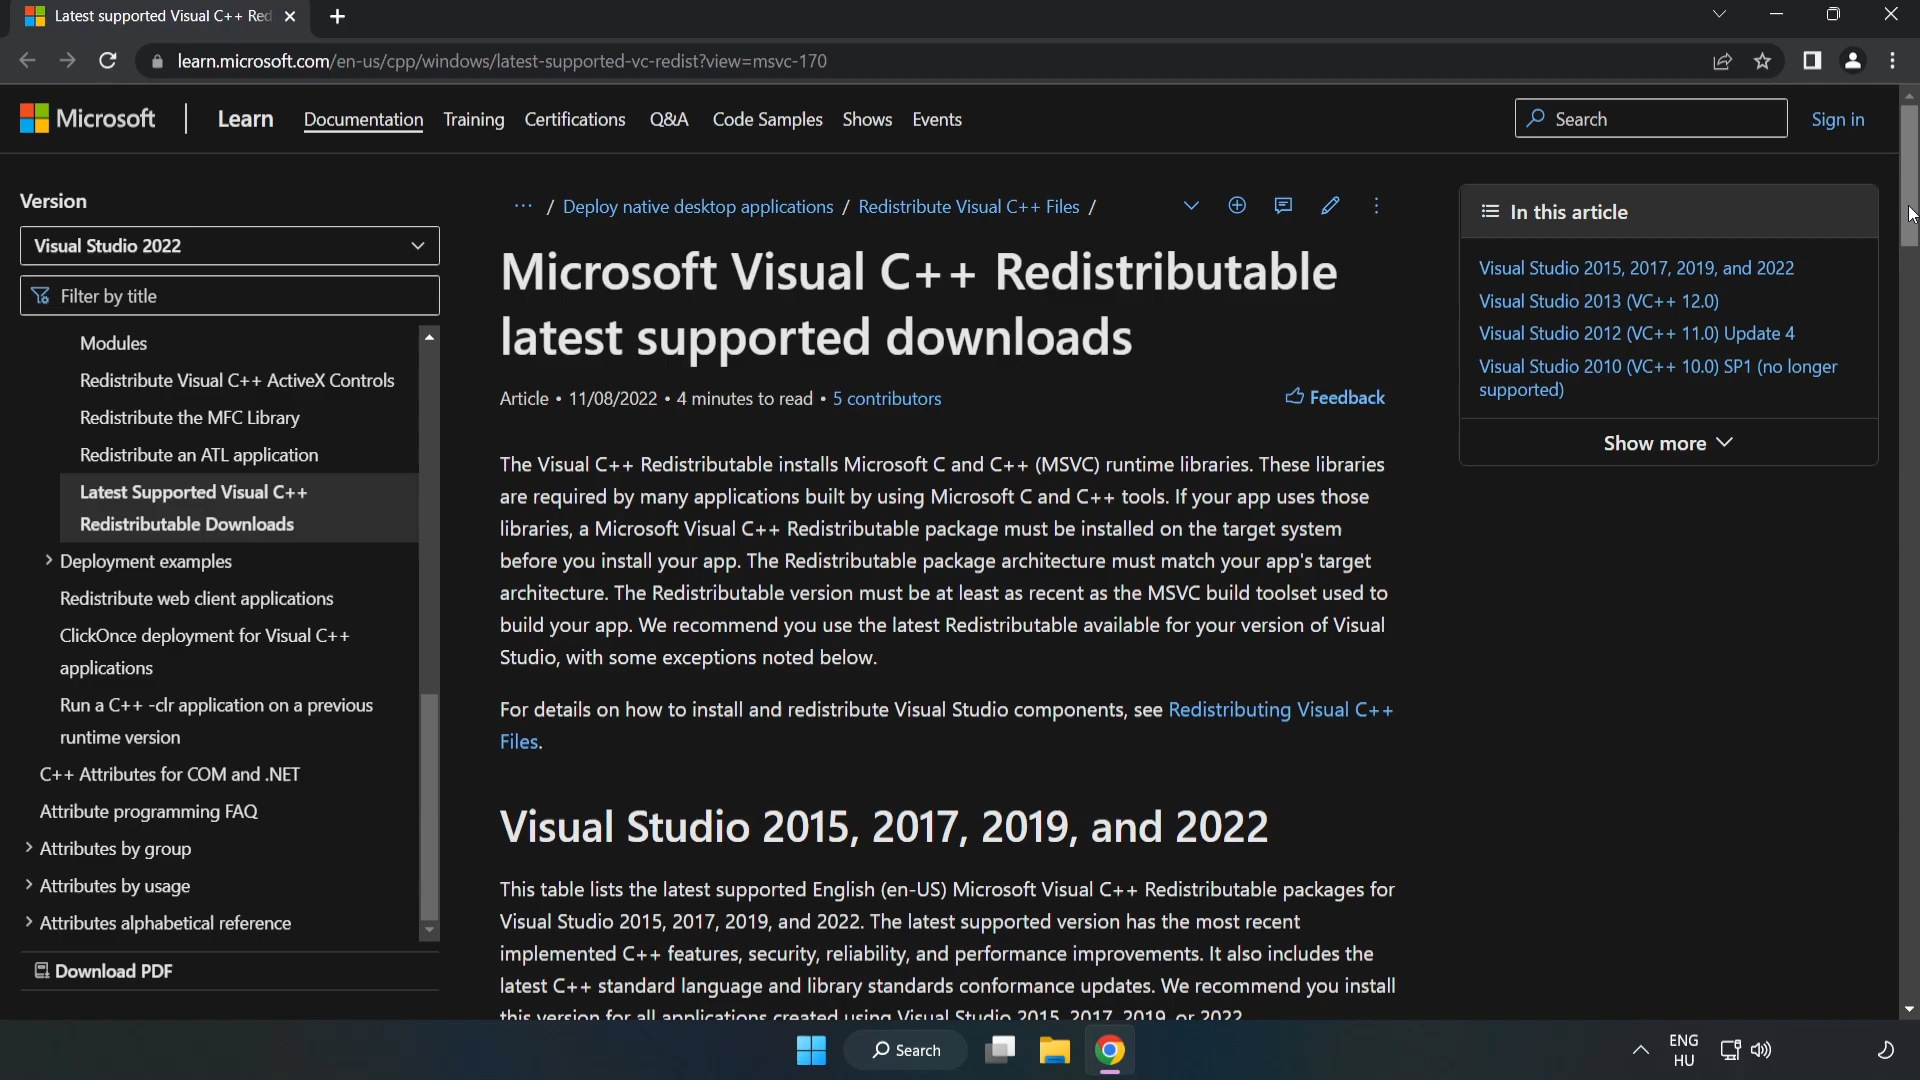 Latest supported Visual C++ Red
learn.microsoft.com/en-us/cpp/windows/latest-supported-vc-redist?view=msvc-170
Microsoft
Learn
Documentation
Training
Certifications
Q&A
Code Samples
Shows
Events
Search
Sign in
Version
Visual Studio 2022
Filter by title
Modules
Redistribute Visual C++ ActiveX Controls
Redistribute the MFC Library
Redistribute an ATL application
Latest Supported Visual C++
Redistributable Downloads
Deployment examples
Redistribute web client applications
ClickOnce deployment for Visual C++
applications
Run a C++ -clr application on a previous
runtime version
C++ Attributes for COM and .NET
Attribute programming FAQ
Attributes by group
Attributes by usage
Attributes alphabetical reference
Download PDF
... / Deploy native desktop applications / Redistribute Visual C++ Files /
Microsoft Visual C++ Redistributable
latest supported downloads
Article • 11/08/2022 • 4 minutes to read • 5 contributors
Feedback
The Visual C++ Redistributable installs Microsoft C and C++ (MSVC) runtime libraries. These libraries
are required by many applications built by using Microsoft C and C++ tools. If your app uses those
libraries, a Microsoft Visual C++ Redistributable package must be installed on the target system
before you install your app. The Redistributable package architecture must match your app's target
architecture. The Redistributable version must be at least as recent as the MSVC build toolset used to
build your app. We recommend you use the latest Redistributable available for your version of Visual
Studio, with some exceptions noted below.
For details on how to install and redistribute Visual Studio components, see Redistributing Visual C++
Files.
Visual Studio 2015, 2017, 2019, and 2022
This table lists the latest supported English (en-US) Microsoft Visual C++ Redistributable packages for
Visual Studio 2015, 2017, 2019, and 2022. The latest supported version has the most recent
implemented C++ features, security, reliability, and performance improvements. It also includes the
latest C++ standard language and library standards conformance updates. We recommend you install
this version for all applications created using Visual Studio 2015, 2017, 2019, or 2022.
In this article
Visual Studio 2015, 2017, 2019, and 2022
Visual Studio 2013 (VC++ 12.0)
Visual Studio 2012 (VC++ 11.0) Update 4
Visual Studio 2010 (VC++ 10.0) SP1 (no longer
supported)
Show more
Search
ENG
HU